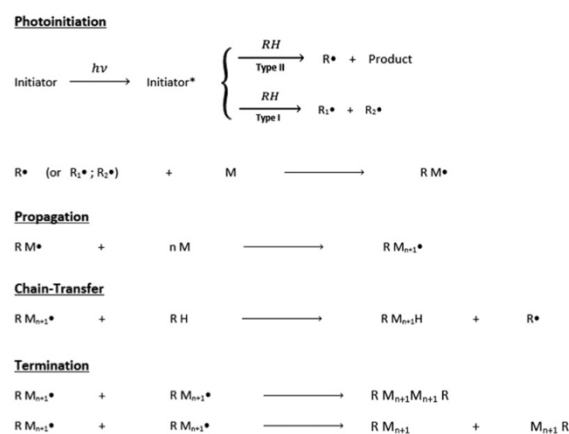 Photoinitiation
RH
Initiator hν Initiator* Type II R• + Product
RH
Type I R₁• + R₂•
R• (or R₁• ; R₂•) + M R M•
Propagation
R M• + n M R Mₙ₊₁•
Chain-Transfer
R Mₙ₊₁• + R H R Mₙ₊₁H + R•
Termination
R Mₙ₊₁• + R Mₙ₊₁• R Mₙ₊₁Mₙ₊₁ R
R Mₙ₊₁• + R Mₙ₊₁• R Mₙ₊₁ + Mₙ₊₁ R